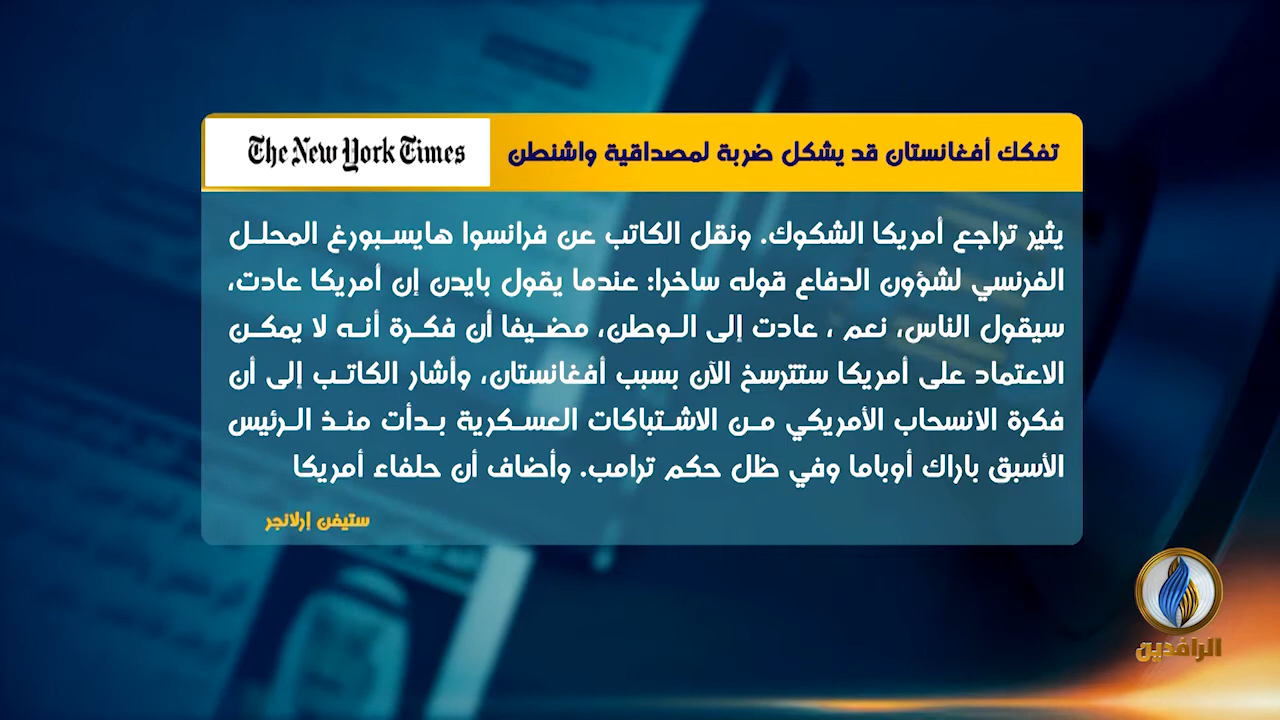 تفكك أفغانستان قد يشكل ضربة لمصداقية واشنطن
The New York Times
يثير تراجع أمريكا الشكوك. ونقل الكاتب عن فرانسوا هايسبورغ المحلل
الفرنسي لشؤون الدفاع قوله ساخرا: عندما يقول بايدن إن أمريكا عادت،
سيقول الناس، نعم ، عادت إلى الوطن، مضيفا أن فكرة أنه لا يمكن
الاعتماد على أمريكا ستترسخ الآن بسبب أفغانستان، وأشار الكاتب إلى أن
فكرة الانسحاب الأمريكي من الاشتباكات العسكرية بدأت منذ الرئيس
الأسبق باراك أوباما وفي ظل حكم ترامب. وأضاف أن حلفاء أمريكا
ستيفن إرلانجر
الرافدين